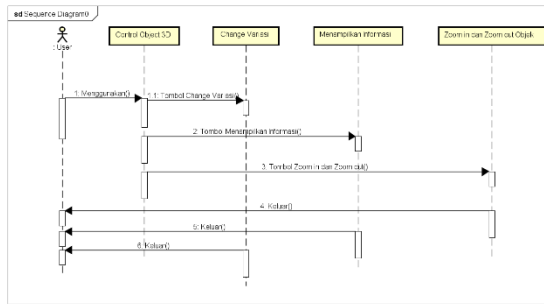 sd Sequence Diagram0
: User
Control Object 3D
Change Variasi
Menampilkan Informasi
Zoom in dan Zoom out Objek
1: Menggunakan()
1.1: Tombol Change Variasi()
2: Tombol Menampilkan Informasi()
3: Tombol Zoom in dan Zoom out()
4: Keluar()
5: Keluar()
6: Keluar()